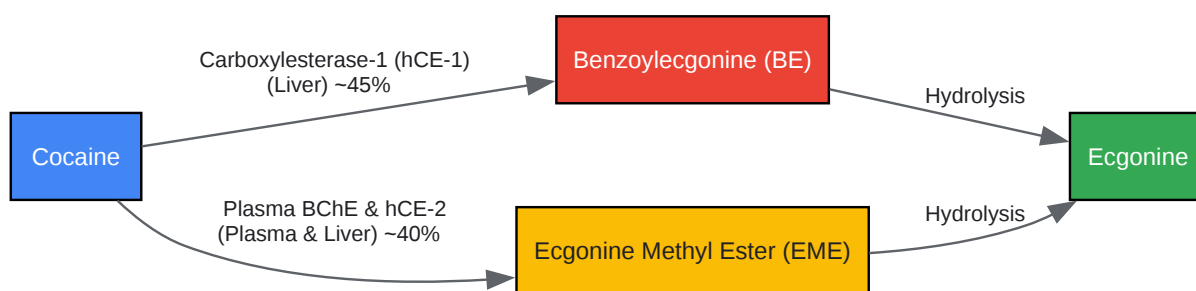 Carboxylesterase-1 (hCE-1)
(Liver) ~45%
Benzoylecgonine (BE)
Hydrolysis
Cocaine
Ecgonine
Plasma BChE & hCE-2
(Plasma & Liver) ~40%
Ecgonine Methyl Ester (EME)
Hydrolysis